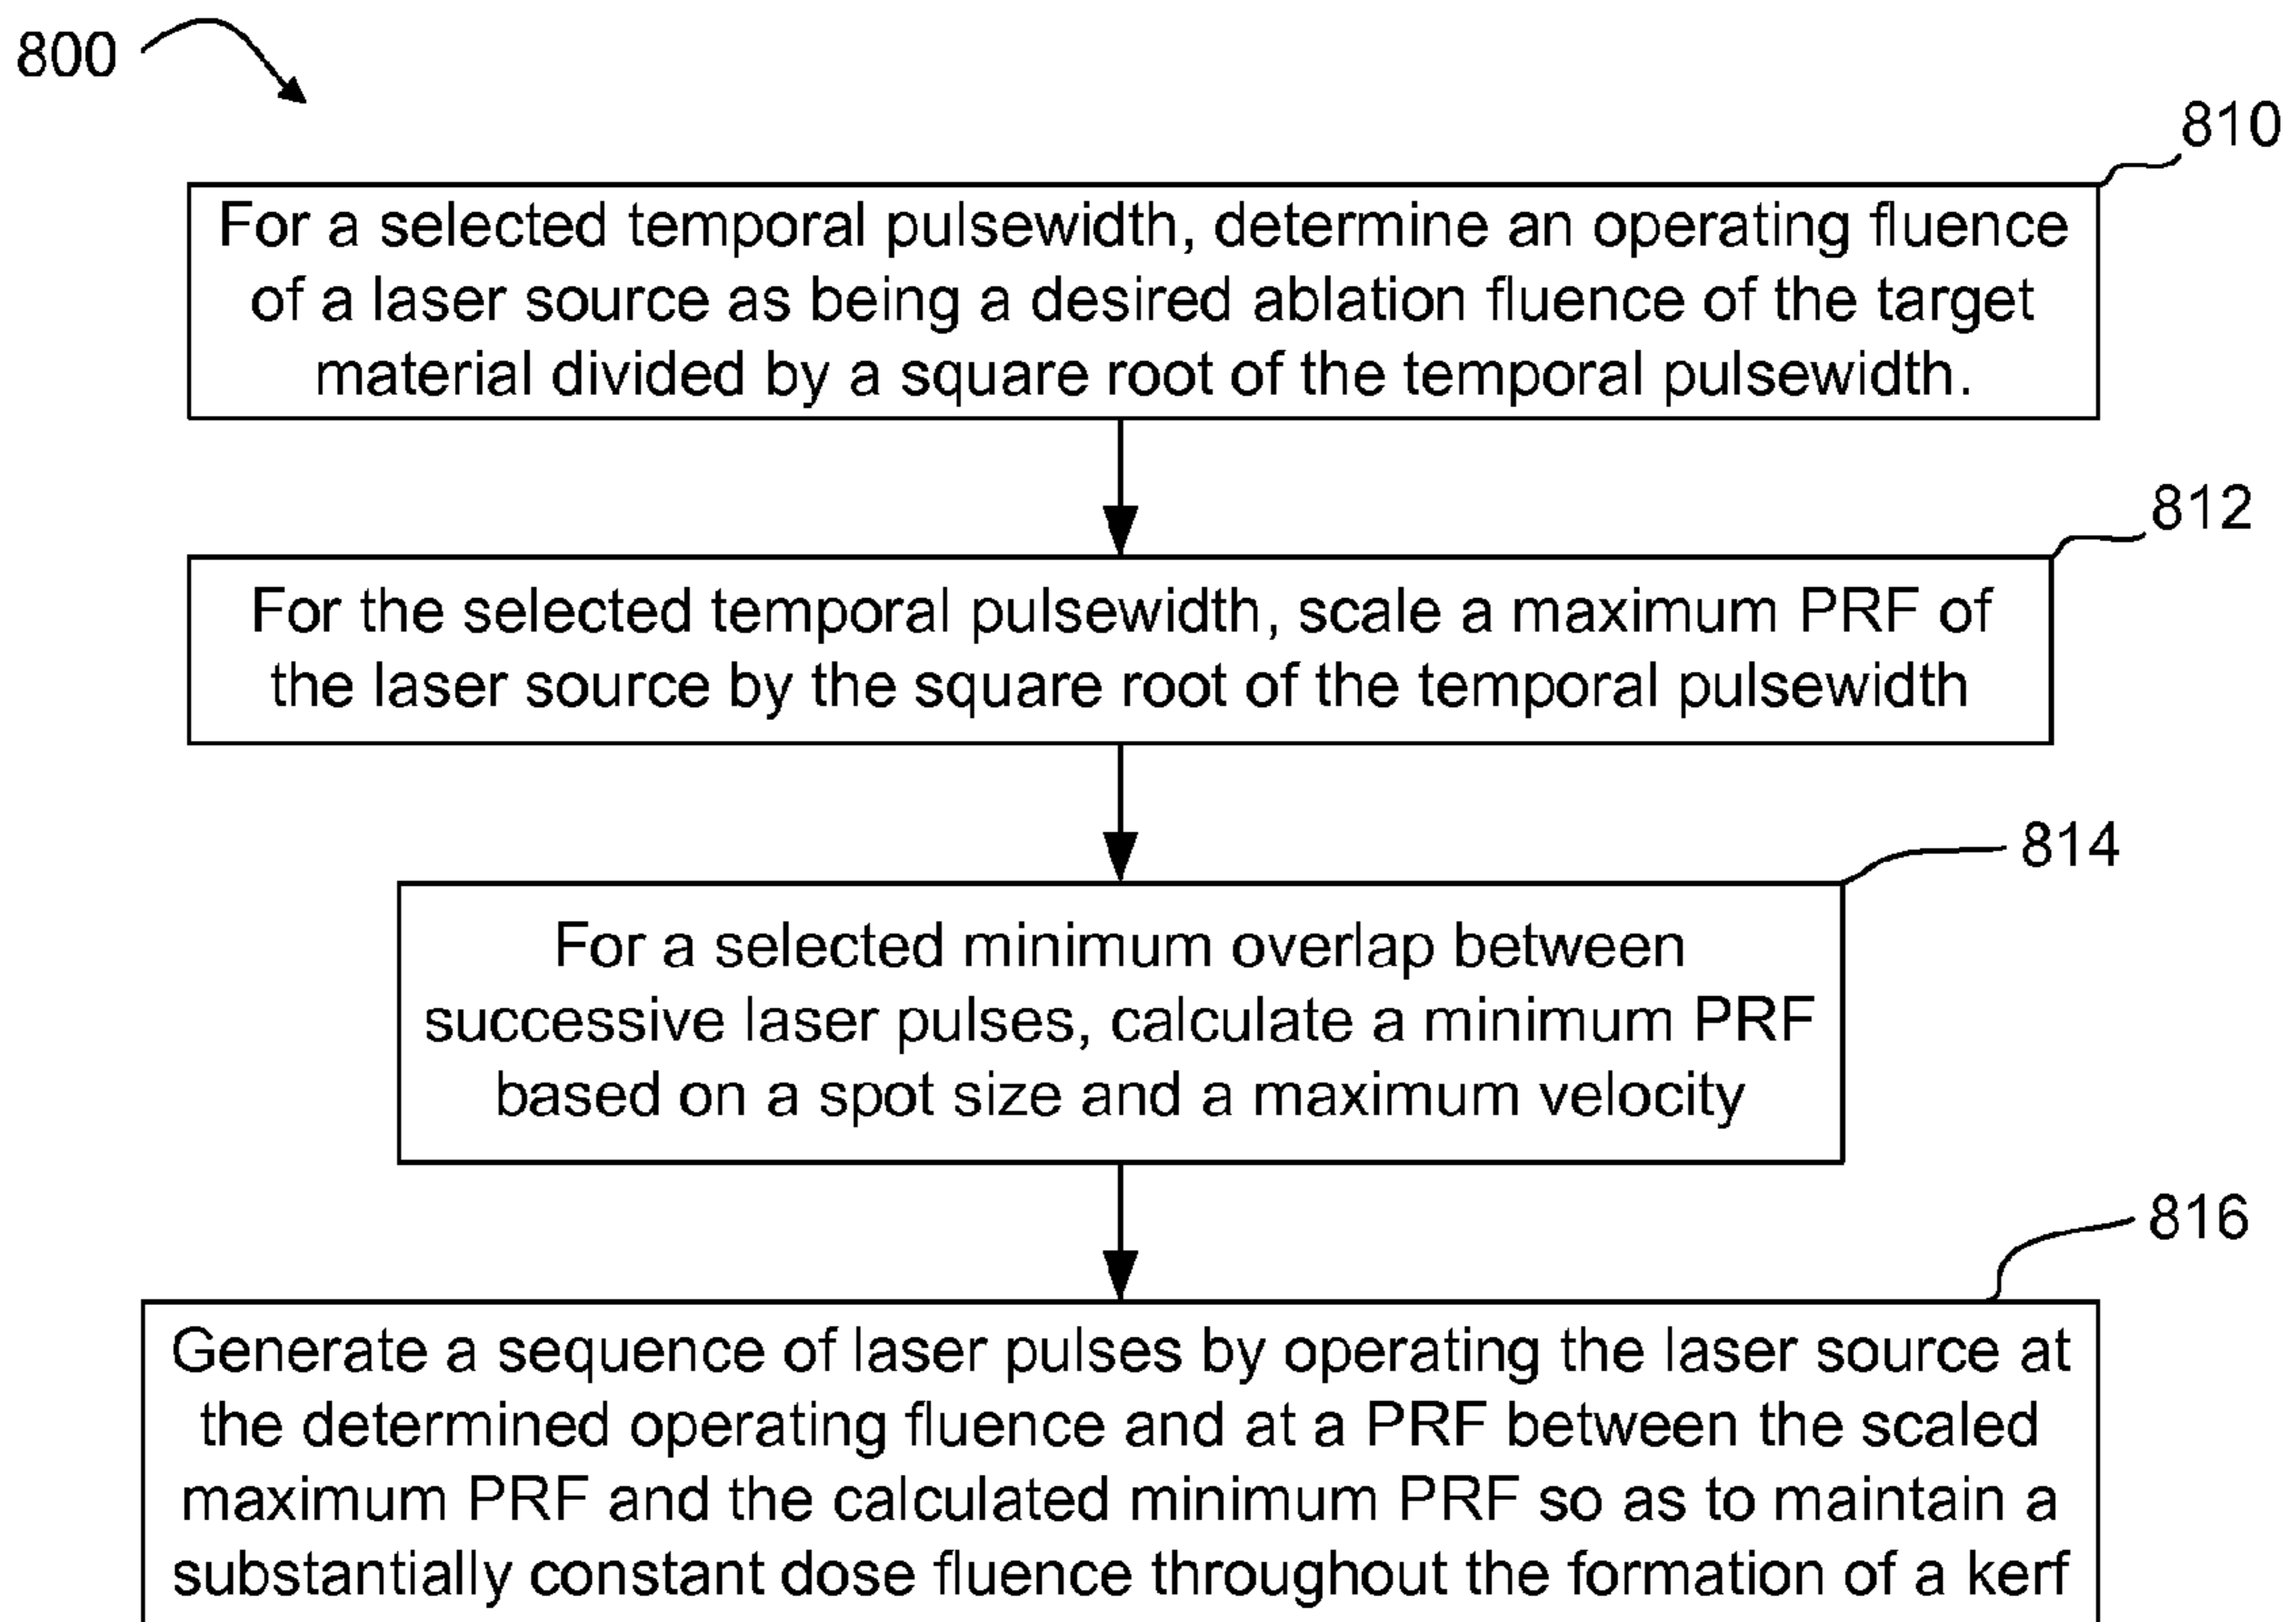 800
810
For a selected temporal pulsewidth, determine an operating fluence
of a laser source as being a desired ablation fluence of the target
material divided by a square root of the temporal pulsewidth.
812
For the selected temporal pulsewidth, scale a maximum PRF of
the laser source by the square root of the temporal pulsewidth
814
For a selected minimum overlap between
successive laser pulses, calculate a minimum PRF
based on a spot size and a maximum velocity
816
Generate a sequence of laser pulses by operating the laser source at
the determined operating fluence and at a PRF between the scaled
maximum PRF and the calculated minimum PRF so as to maintain a
substantially constant dose fluence throughout the formation of a kerf